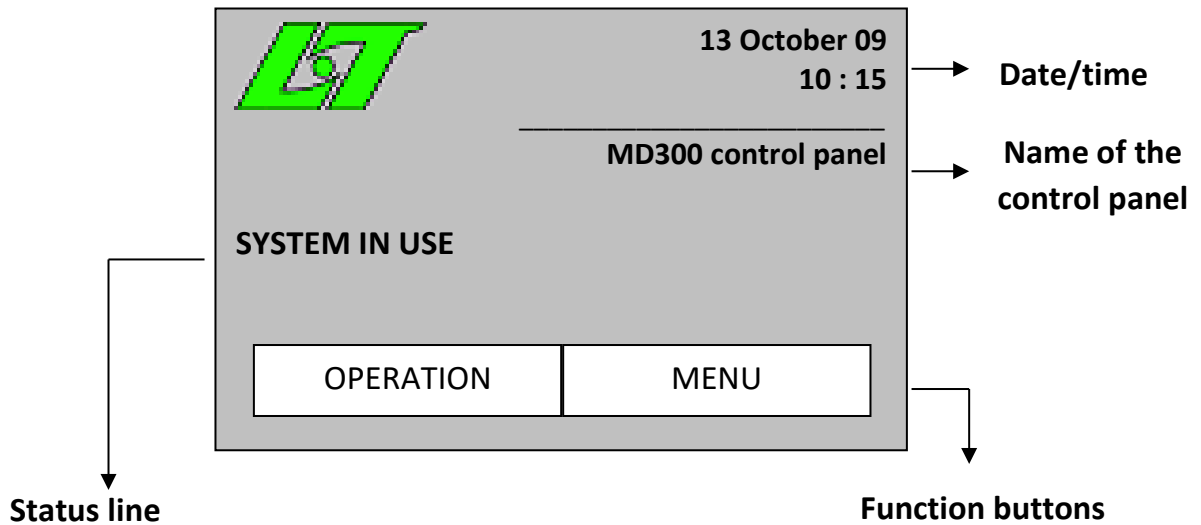 13 October 09
10 : 15
Date/time
MD300 control panel
Name of the
control panel
SYSTEM IN USE
OPERATION
MENU
Status line
Function buttons